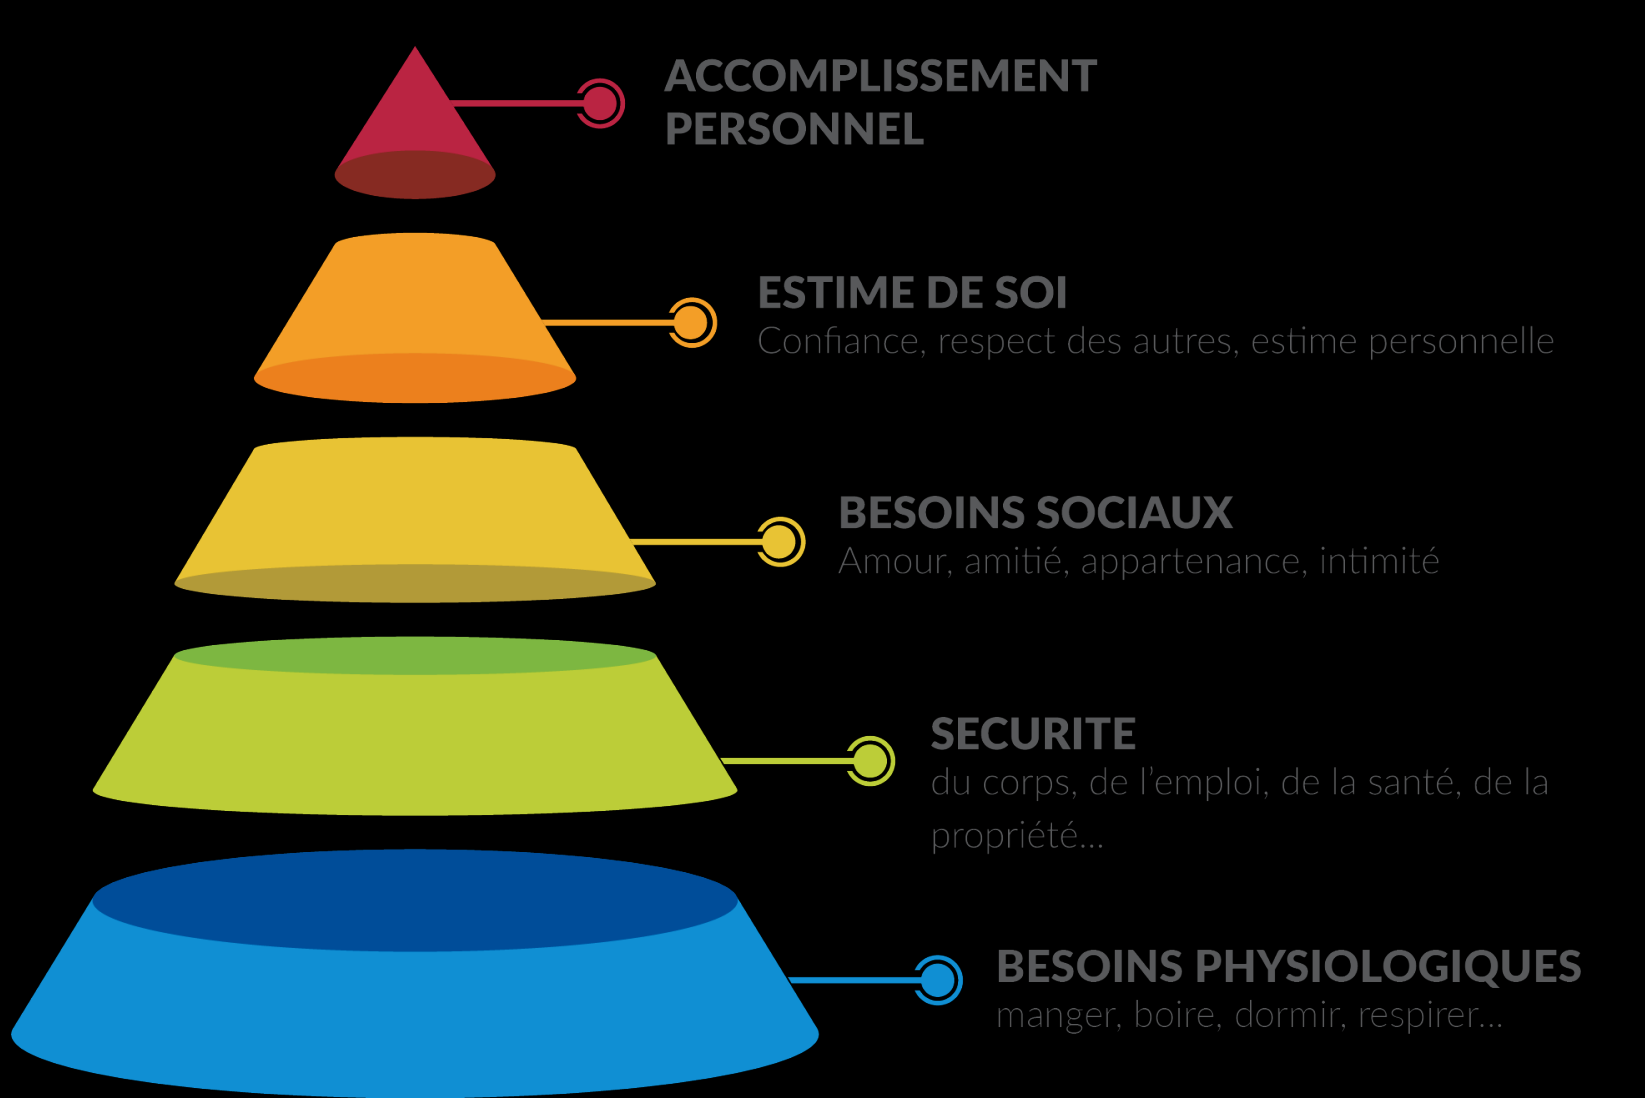 ACCOMPLISSEMENT
PERSONNEL
ESTIME DE SOI
Confiance, respect des autres, estime personnelle
BESOINS SOCIAUX
Amour, amitié, appartenance, intimité
SECURITE
du corps, de l’emploi, de la santé, de la
propriété...
BESOINS PHYSIOLOGIQUES
manger, boire, dormir, respirer...